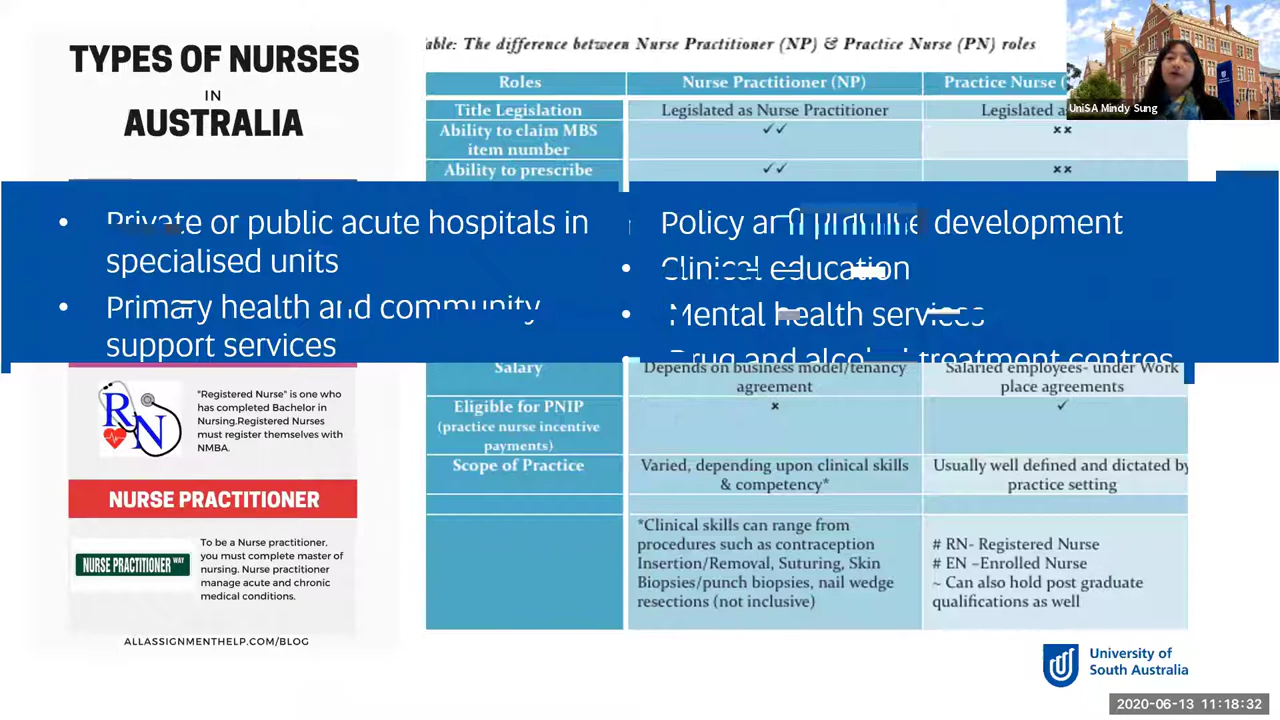 TYPES OF NURSES
IN
AUSTRALIA
able: The difference between Nurse Practitioner (NP) & Practice Nurse (PN) roles
Roles
Nurse Practitioner (NP)
Practice Nurse (
Title Legislation
Legislated as Nurse Practitioner
Legislated a
Ability to claim MBS
item number
✓✓
××
Ability to prescribe
✓✓
××
UniSA Mindy Sung
• Private or public acute hospitals in
specialised units
• Primary health and community
support services
Policy and practice development
• Clinical education
• Mental health services
• Drug and alcohol treatment centres
Salary
Depends on business model/tenancy
agreement
Salaried employees- under Work
place agreements
Eligible for PNIP
(practice nurse incentive
payments)
×
✓
Scope of Practice
Varied, depending upon clinical skills
& competency*
Usually well defined and dictated by
practice setting
*Clinical skills can range from
procedures such as contraception
Insertion/Removal, Suturing, Skin
Biopsies/punch biopsies, nail wedge
resections (not inclusive)
# RN- Registered Nurse
# EN –Enrolled Nurse
~ Can also hold post graduate
qualifications as well
RN
"Registered Nurse" is one who
has completed Bachelor in
Nursing.Registered Nurses
must register themselves with
NMBA.
NURSE PRACTITIONER
NURSE PRACTITIONER WAY
To be a Nurse practitioner,
you must complete master of
nursing. Nurse practitioner
manage acute and chronic
medical conditions.
ALLASSIGNMENTHELP.COM/BLOG
University of
South Australia
2020-06-13 11:18:32